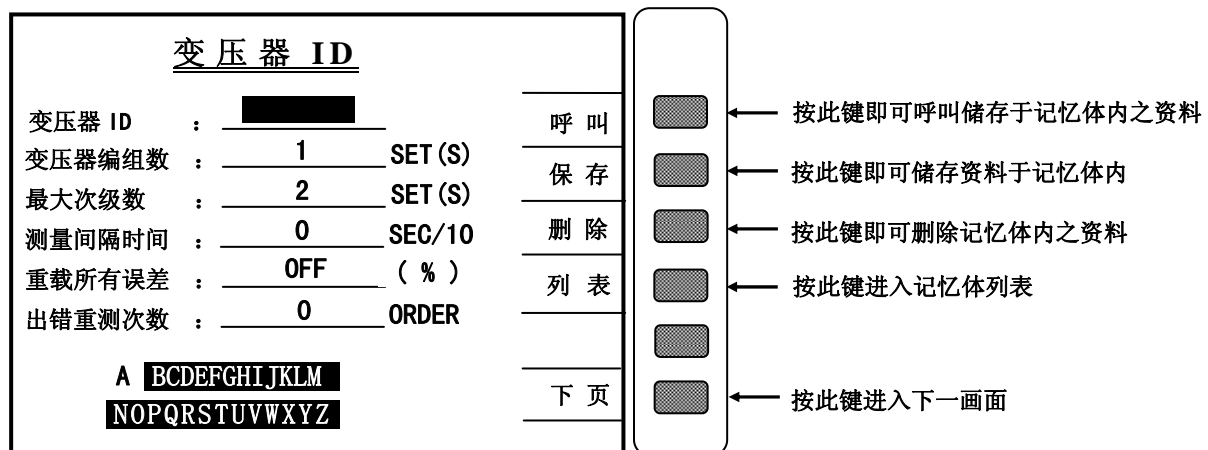 变压器 ID
变压器 ID ：
变压器编组数 ： 1 SET(S)
最大次级数 ： 2 SET(S)
测量间隔时间 ： 0 SEC/10
重载所有误差 ： OFF ( % )
出错重测次数 ： 0 ORDER
A BCDEFGHIJKLM
NOPQRSTUVWXYZ
呼 叫
保 存
删 除
列 表
下 页
按此键即可呼叫储存于记忆体内之资料
按此键即可储存资料于记忆体内
按此键即可删除记忆体内之资料
按此键进入记忆体列表
按此键进入下一画面